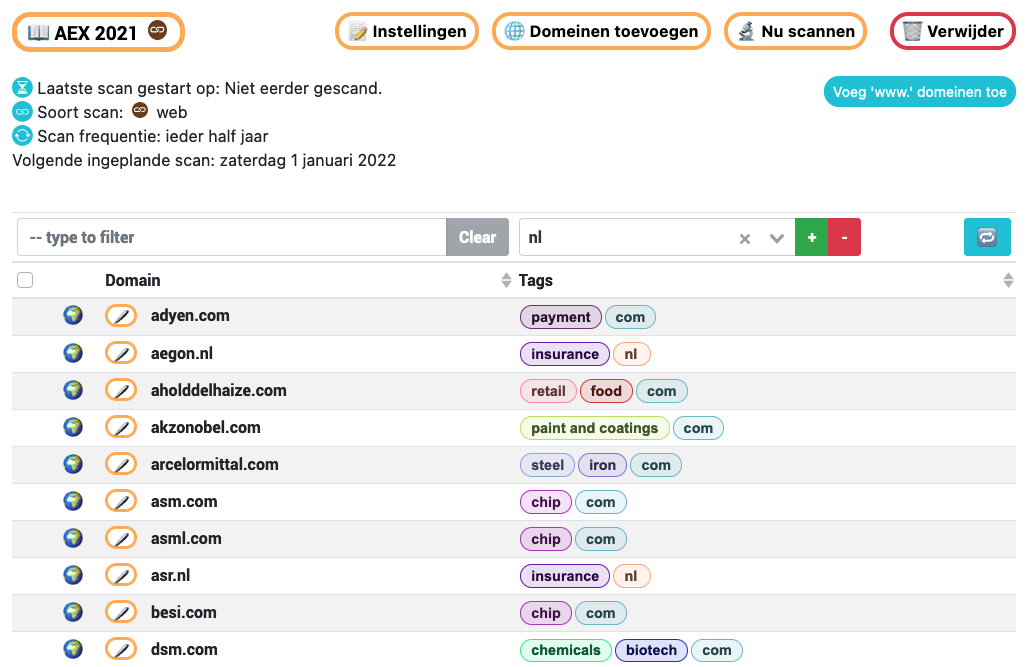 AEX 2021
Instellingen
Domeinen toevoegen
Nu scannen
Verwijder
Laatste scan gestart op: Niet eerder gescand.
Voeg 'www.' domeinen toe
Soort scan: web
Scan frequentie: ieder half jaar
Volgende ingeplande scan: zaterdag 1 januari 2022
-- type to filter
Clear
nl
+
-
Domain Tags
adyen.com payment com
aegon.nl insurance nl
aholddelhaize.com retail food com
akzonobel.com paint and coatings com
arcelormittal.com steel iron com
asm.com chip com
asml.com chip com
asr.nl insurance nl
besi.com chip com
dsm.com chemicals biotech com